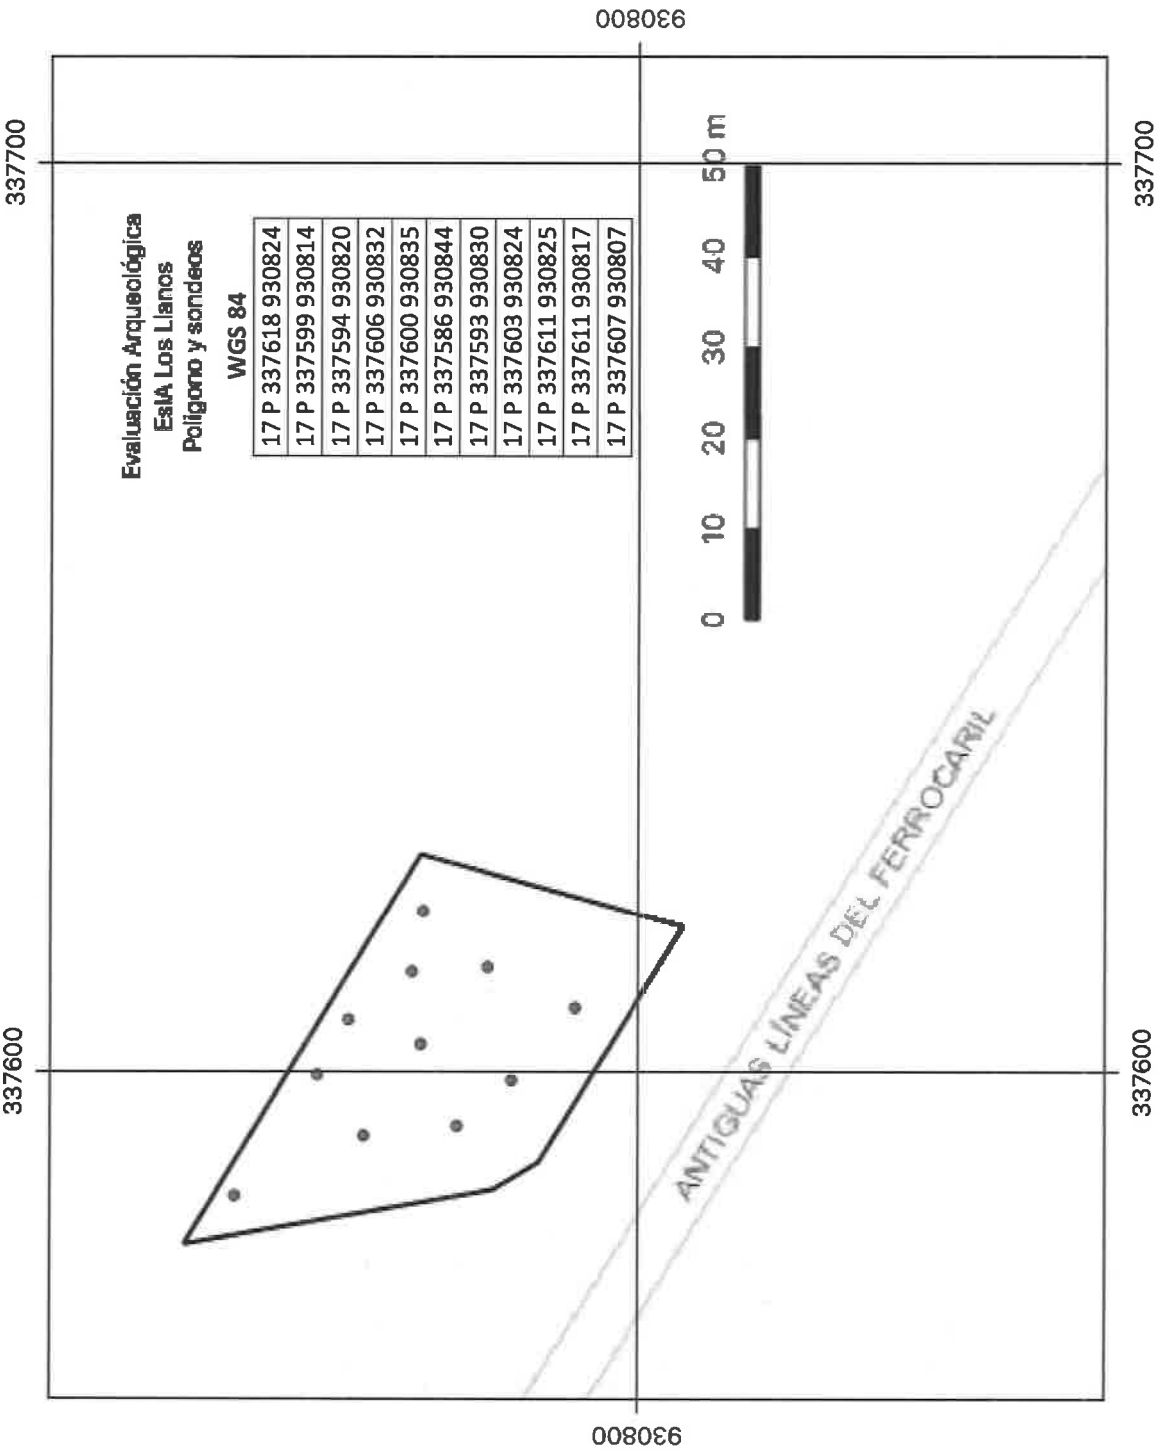 930800
337700
337600
Evaluación Arqueológica
EsIA Los Llanos
Polígono y sondeos
WGS 84
17 P 337618 930824
17 P 337599 930814
17 P 337594 930820
17 P 337606 930832
17 P 337600 930835
17 P 337586 930844
17 P 337593 930830
17 P 337603 930824
17 P 337611 930825
17 P 337611 930817
17 P 337607 930807
0 10 20 30 40 50 m
ANTIGUAS LÍNEAS DEL FERROCARIL
337700
337600
930800